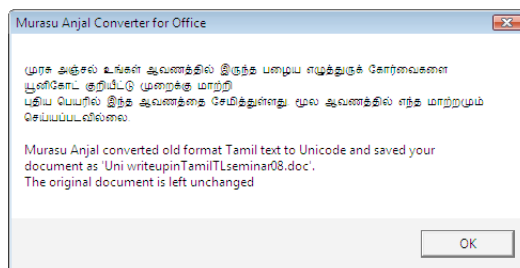 Murasu Anjal Converter for Office
முரசு அஞ்சல் உங்கள் ஆவணத்தில் இருந்த பழைய எழுத்துருக் கோர்வைகளை
யூனிகோட் குறியீட்டு முறைக்கு மாற்றி
புதிய பெயரில் இந்த ஆவணத்தை சேமித்துள்ளது. மூல ஆவணத்தில் எந்த மாற்றமும்
செய்யப்படவில்லை.
Murasu Anjal converted old format Tamil text to Unicode and saved your
document as 'Uni writeupinTamilTLseminar08.doc'.
The original document is left unchanged
OK